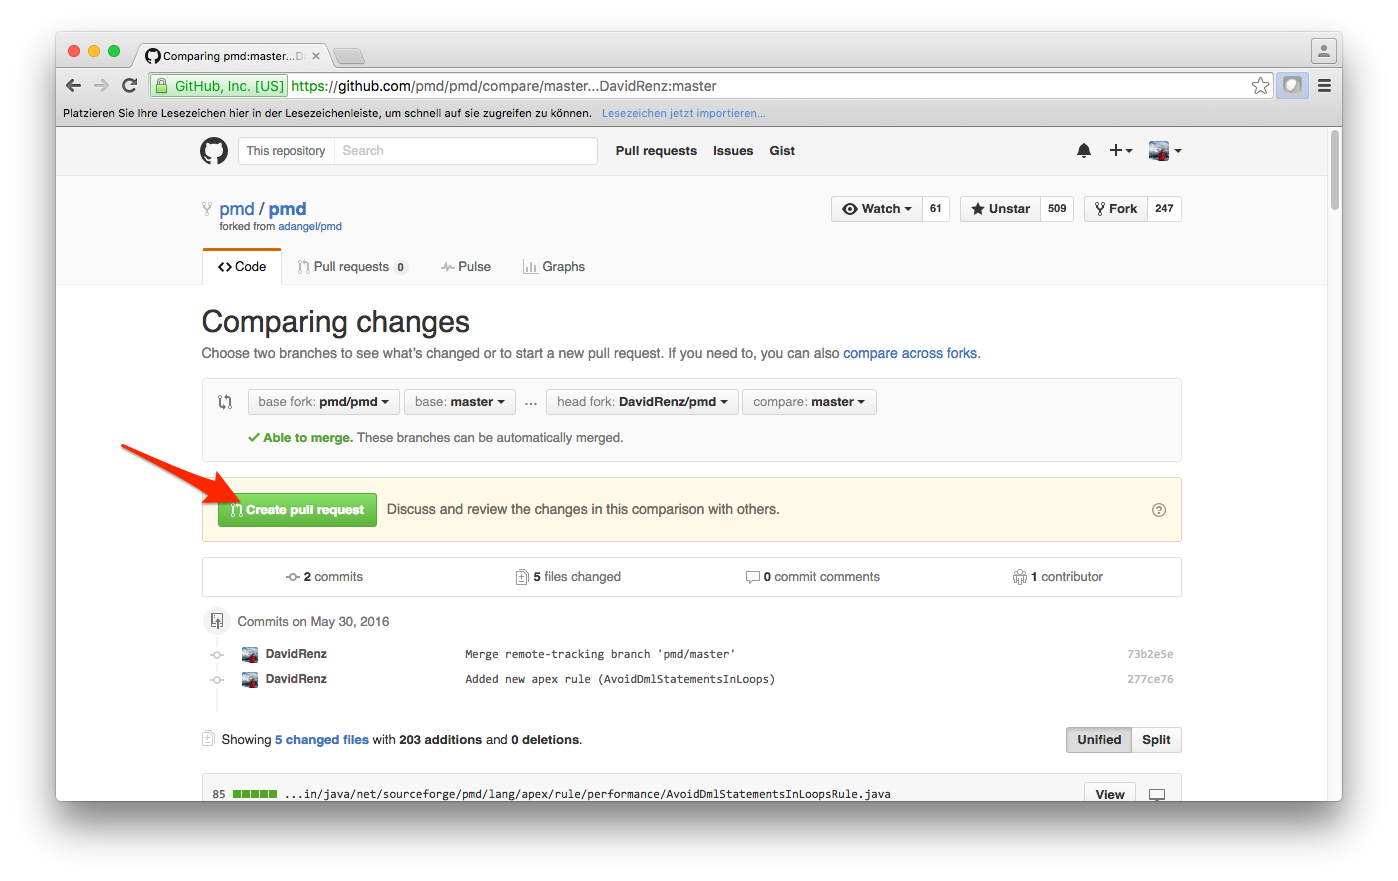 Comparing pmd:master...D
GitHub, Inc. [US] https://github.com/pmd/pmd/compare/master...DavidRenz:master
Platzieren Sie Ihre Lesezeichen hier in der Lesezeichenleiste, um schnell auf sie zugreifen zu können. Lesezeichen jetzt importieren...
This repository Search Pull requests Issues Gist
pmd / pmd Watch 61 Unstar 509 Fork 247
forked from adangel/pmd
Code Pull requests 0 Pulse Graphs
Comparing changes
Choose two branches to see what's changed or to start a new pull request. If you need to, you can also compare across forks.
base fork: pmd/pmd base: master ... head fork: DavidRenz/pmd compare: master
Able to merge. These branches can be automatically merged.
Create pull request Discuss and review the changes in this comparison with others. ?
2 commits 5 files changed 0 commit comments 1 contributor
Commits on May 30, 2016
DavidRenz Merge remote-tracking branch 'pmd/master' 73b2e5e
DavidRenz Added new apex rule (AvoidDmlStatementsInLoops) 277ce76
Showing 5 changed files with 203 additions and 0 deletions. Unified Split
85 ...in/java/net/sourceforge/pmd/lang/apex/rule/performance/AvoidDmlStatementsInLoopsRule.java View